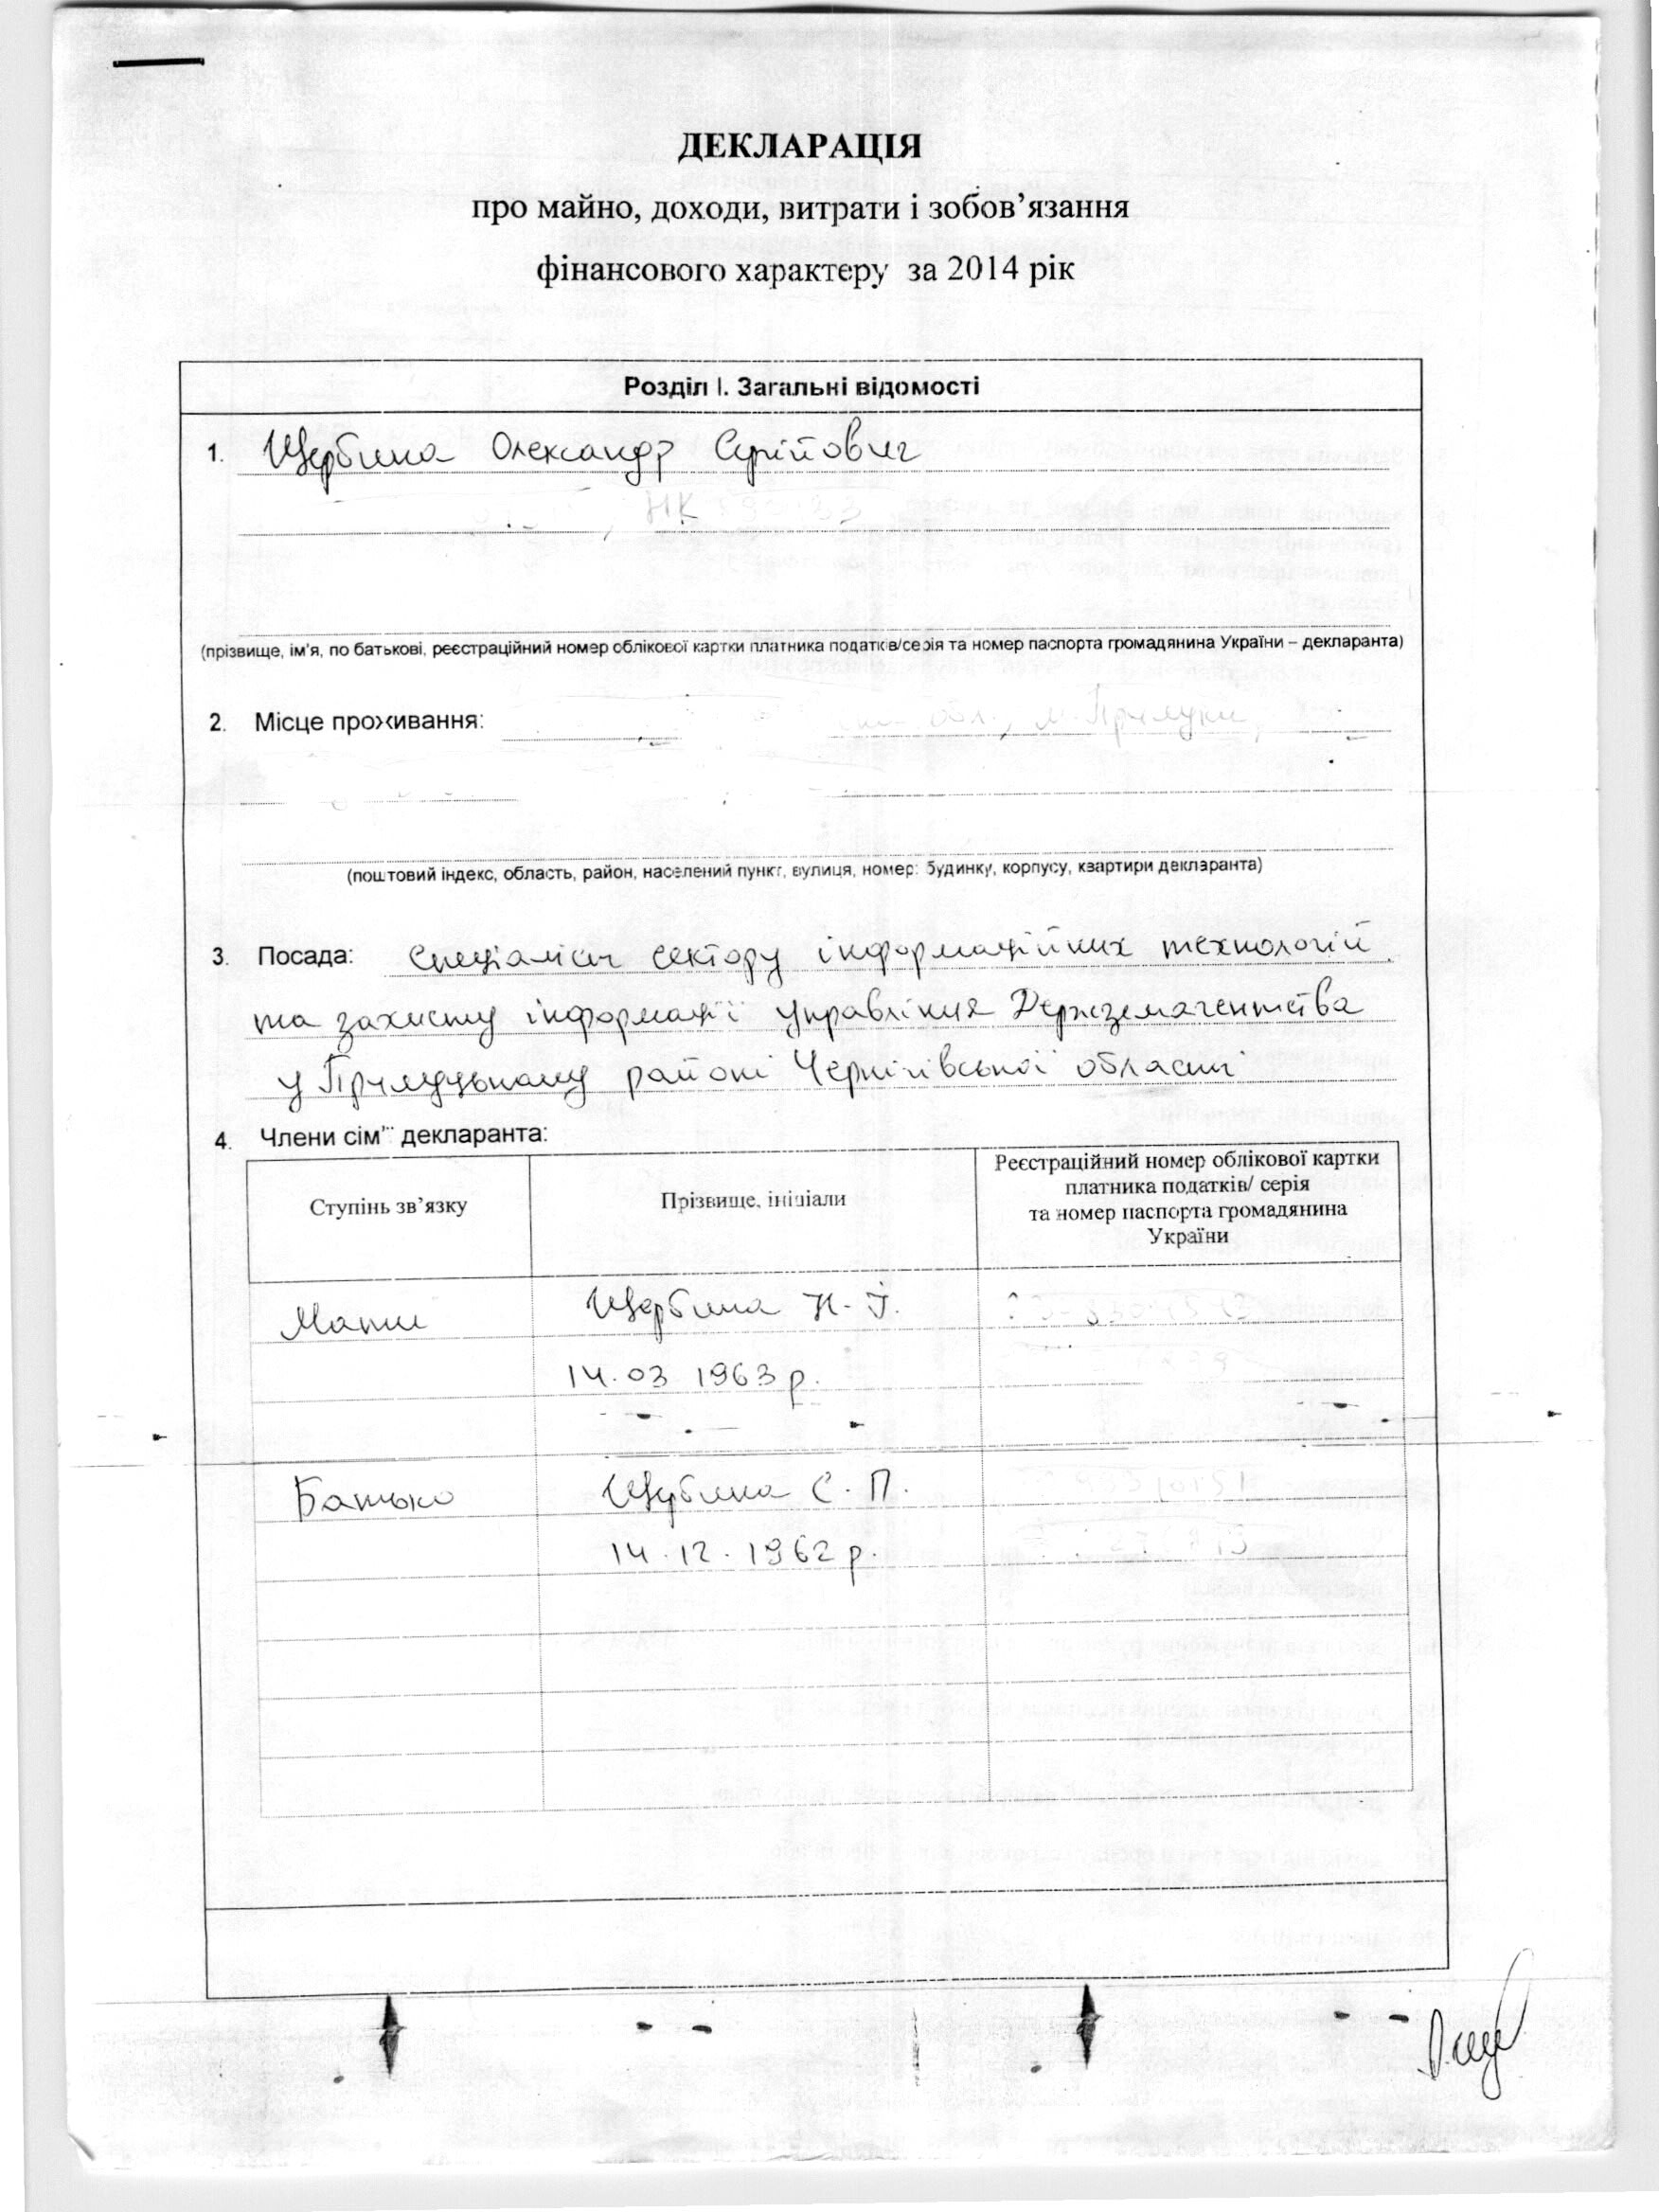 ДЕКЛАРАЦІЯ
про майно, доходи, витрати і зобов’язання
фінансового характеру за 2014 рік
Розділ І. Загальні відомості
1. Щербина Олександр Сергійович
НК
(прізвище, ім’я, по батькові, реєстраційний номер облікової картки платника податків/серія та номер паспорта громадянина України – декларанта)
2. Місце проживання: обл., м. Прилуки,
(поштовий індекс, область, район, населений пункт, вулиця, номер: будинку, корпусу, квартири декларанта)
3. Посада: Спеціаліст сектору інформаційних технологій
та захисту інформації управління Держземагентства
у Прилуцькому районі Чернігівської області
4. Члени сім’ї декларанта:
Ступінь зв’язку
Прізвище, ініціали
Реєстраційний номер облікової картки
платника податків/ серія
та номер паспорта громадянина
України
Мати Щербина Н. І.
14.03 1963 р.
Батько Щербина С. П.
14.12.1962 р.